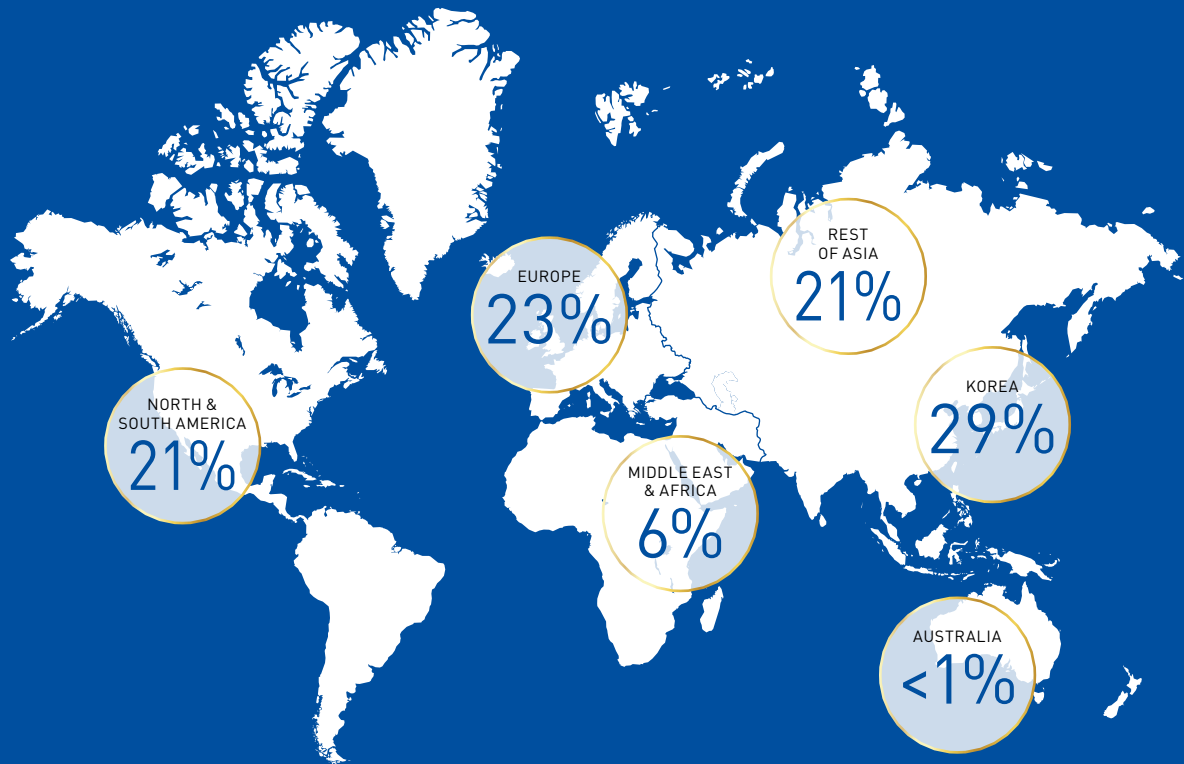 REST
OF ASIA
21%
EUROPE
23%
KOREA
29%
NORTH &
SOUTH AMERICA
21%
MIDDLE EAST
& AFRICA
6%
AUSTRALIA
<1%